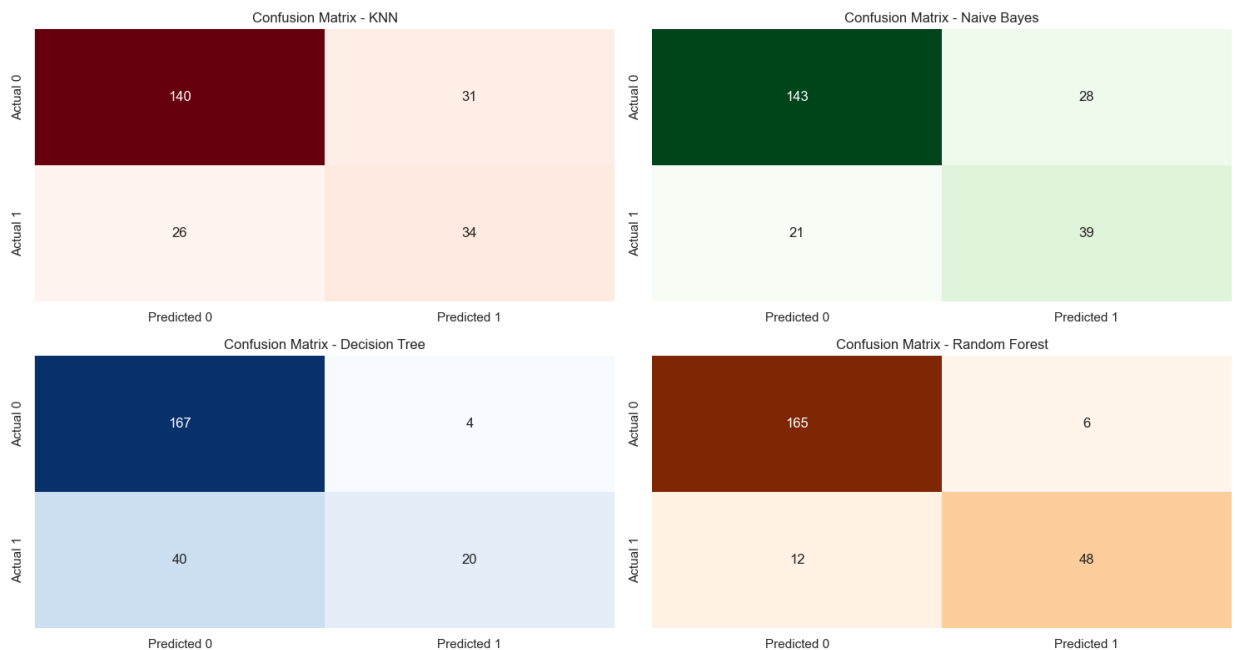 Confusion Matrix - KNN
Actual 0
140
31
Actual 1
26
34
Predicted 0
Predicted 1
Confusion Matrix - Naive Bayes
Actual 0
143
28
Actual 1
21
39
Predicted 0
Predicted 1
Confusion Matrix - Decision Tree
Actual 0
167
4
Actual 1
40
20
Predicted 0
Predicted 1
Confusion Matrix - Random Forest
Actual 0
165
6
Actual 1
12
48
Predicted 0
Predicted 1